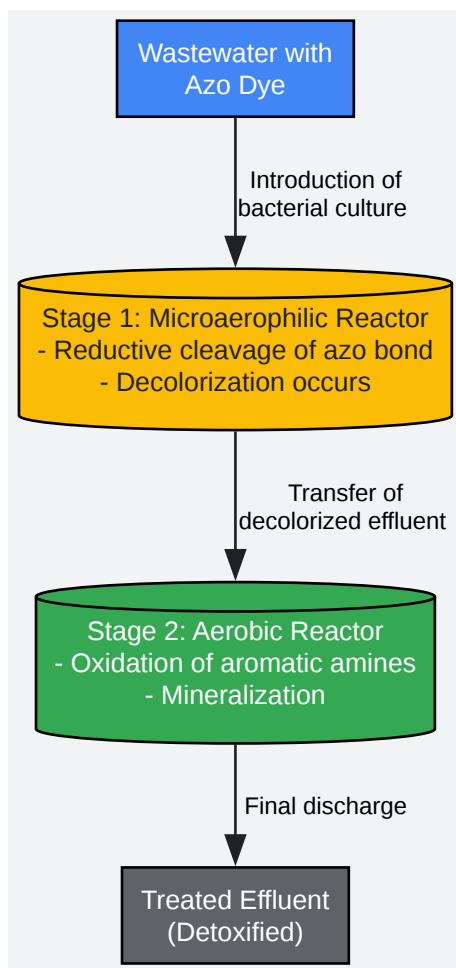 Wastewater with
Azo Dye
Introduction of
bacterial culture
Stage 1: Microaerophilic Reactor
- Reductive cleavage of azo bond
- Decolorization occurs
Transfer of
decolorized effluent
Stage 2: Aerobic Reactor
- Oxidation of aromatic amines
- Mineralization
Final discharge
Treated Effluent
(Detoxified)